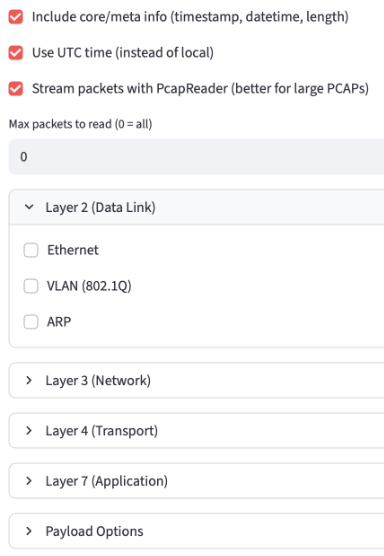 Include core/meta info (timestamp, datetime, length)
Use UTC time (instead of local)
Stream packets with PcapReader (better for large PCAPs)
Max packets to read (0 = all)
0
Layer 2 (Data Link)
Ethernet
VLAN (802.1Q)
ARP
Layer 3 (Network)
Layer 4 (Transport)
Layer 7 (Application)
Payload Options